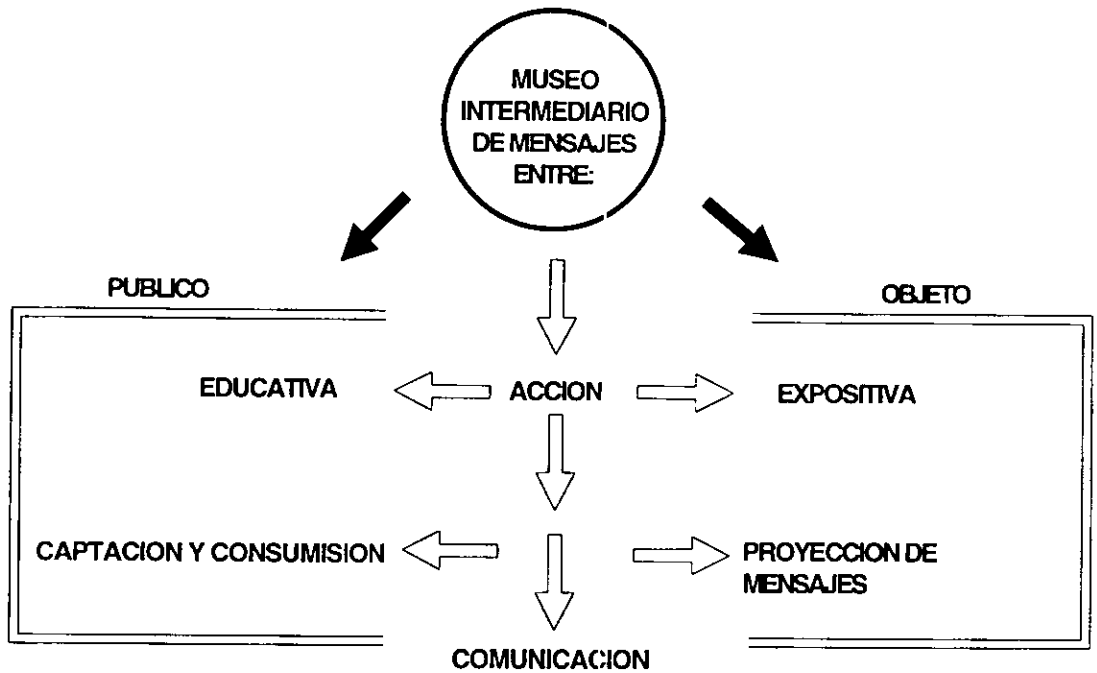 MUSEO
INTERMEDIARIO
DE MENSAJES
ENTRE:
PUBLICO
OBJETO
EDUCATIVA
ACCION
EXPOSITIVA
CAPTACION Y CONSUMISION
PROYECCION DE
MENSAJES
COMUNICACION